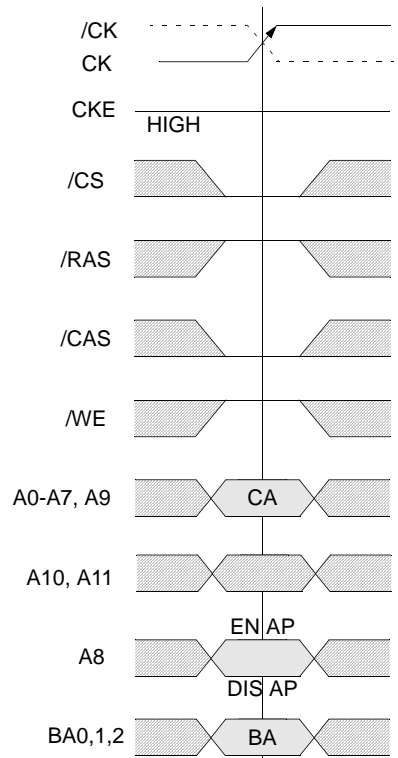 /CK
CK
CKE
HIGH
/CS
/RAS
/CAS
/WE
A0-A7, A9
CA
A10, A11
EN AP
A8
DIS AP
BA0,1,2
BA